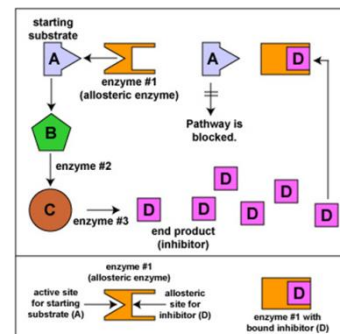 starting
substrate
A
enzyme #1
(allosteric enzyme)
A
D
Pathway is
blocked.
B
enzyme #2
C
enzyme #3
D
D
D
D
D
D
D
end product
(inhibitor)
enzyme #1
(allosteric enzyme)
active site
for starting
substrate (A)
allosteric
site for
inhibitor (D)
D
enzyme #1 with
bound inhibitor (D)